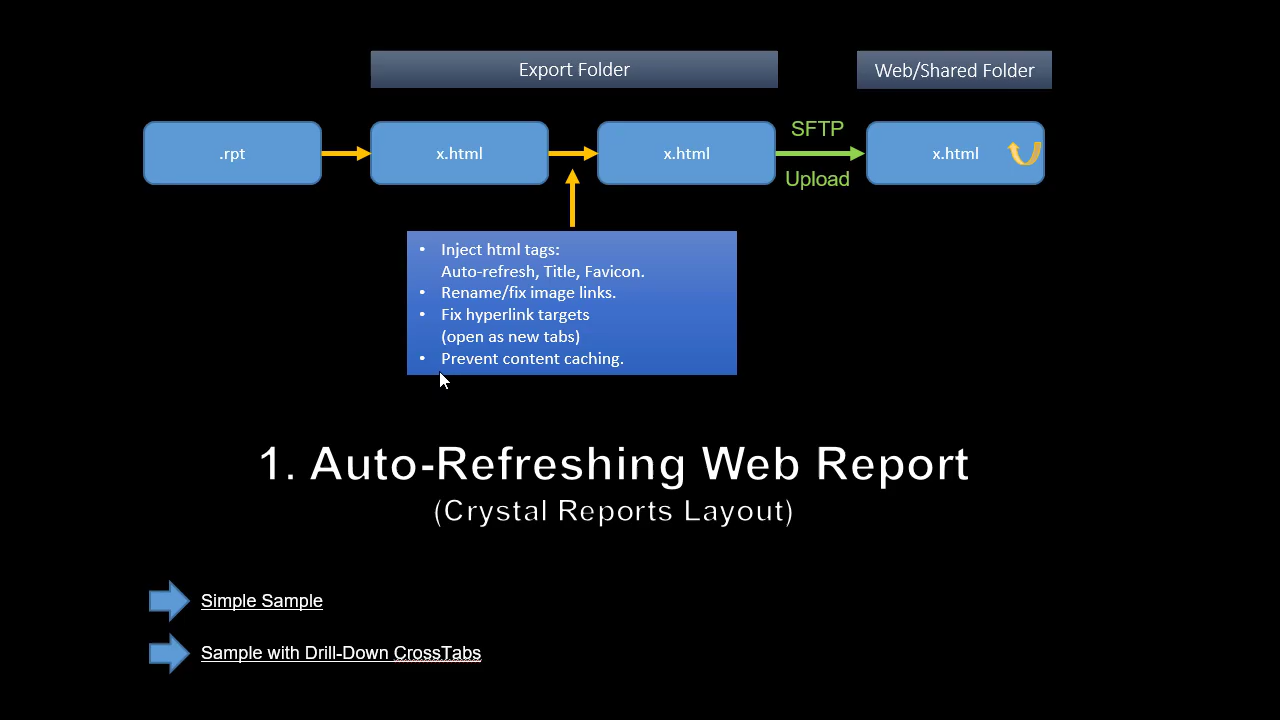 Export Folder
Web/Shared Folder
.rpt
x.html
x.html
SFTP
Upload
x.html
• Inject html tags:
Auto-refresh, Title, Favicon.
• Rename/fix image links.
• Fix hyperlink targets
(open as new tabs)
• Prevent content caching.
1. Auto-Refreshing Web Report
(Crystal Reports Layout)
Simple Sample
Sample with Drill-Down CrossTabs